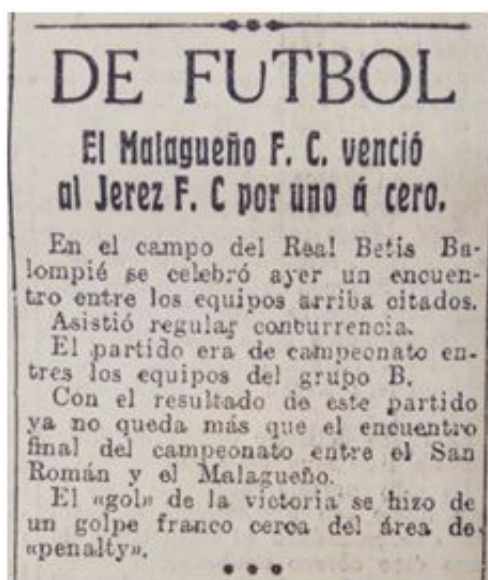 DE FUTBOL
El Malagueño F. C. venció
al Jerez F. C por uno á cero.
En el campo del Real Betis Ba-
lompié se celebró ayer un encuen-
tro entre los equipos arriba citados.
Asistió regular conburrencia.
El partido era de campeonato en-
tres los equipos del grupo B.
Con el resultado de este partido
ya no queda más que el encuentro
final del campeonato entre el San
Román y el Malagueño.
El «gol» de la victoria se hizo de
un golpe franco cerca del área de
«penalty».